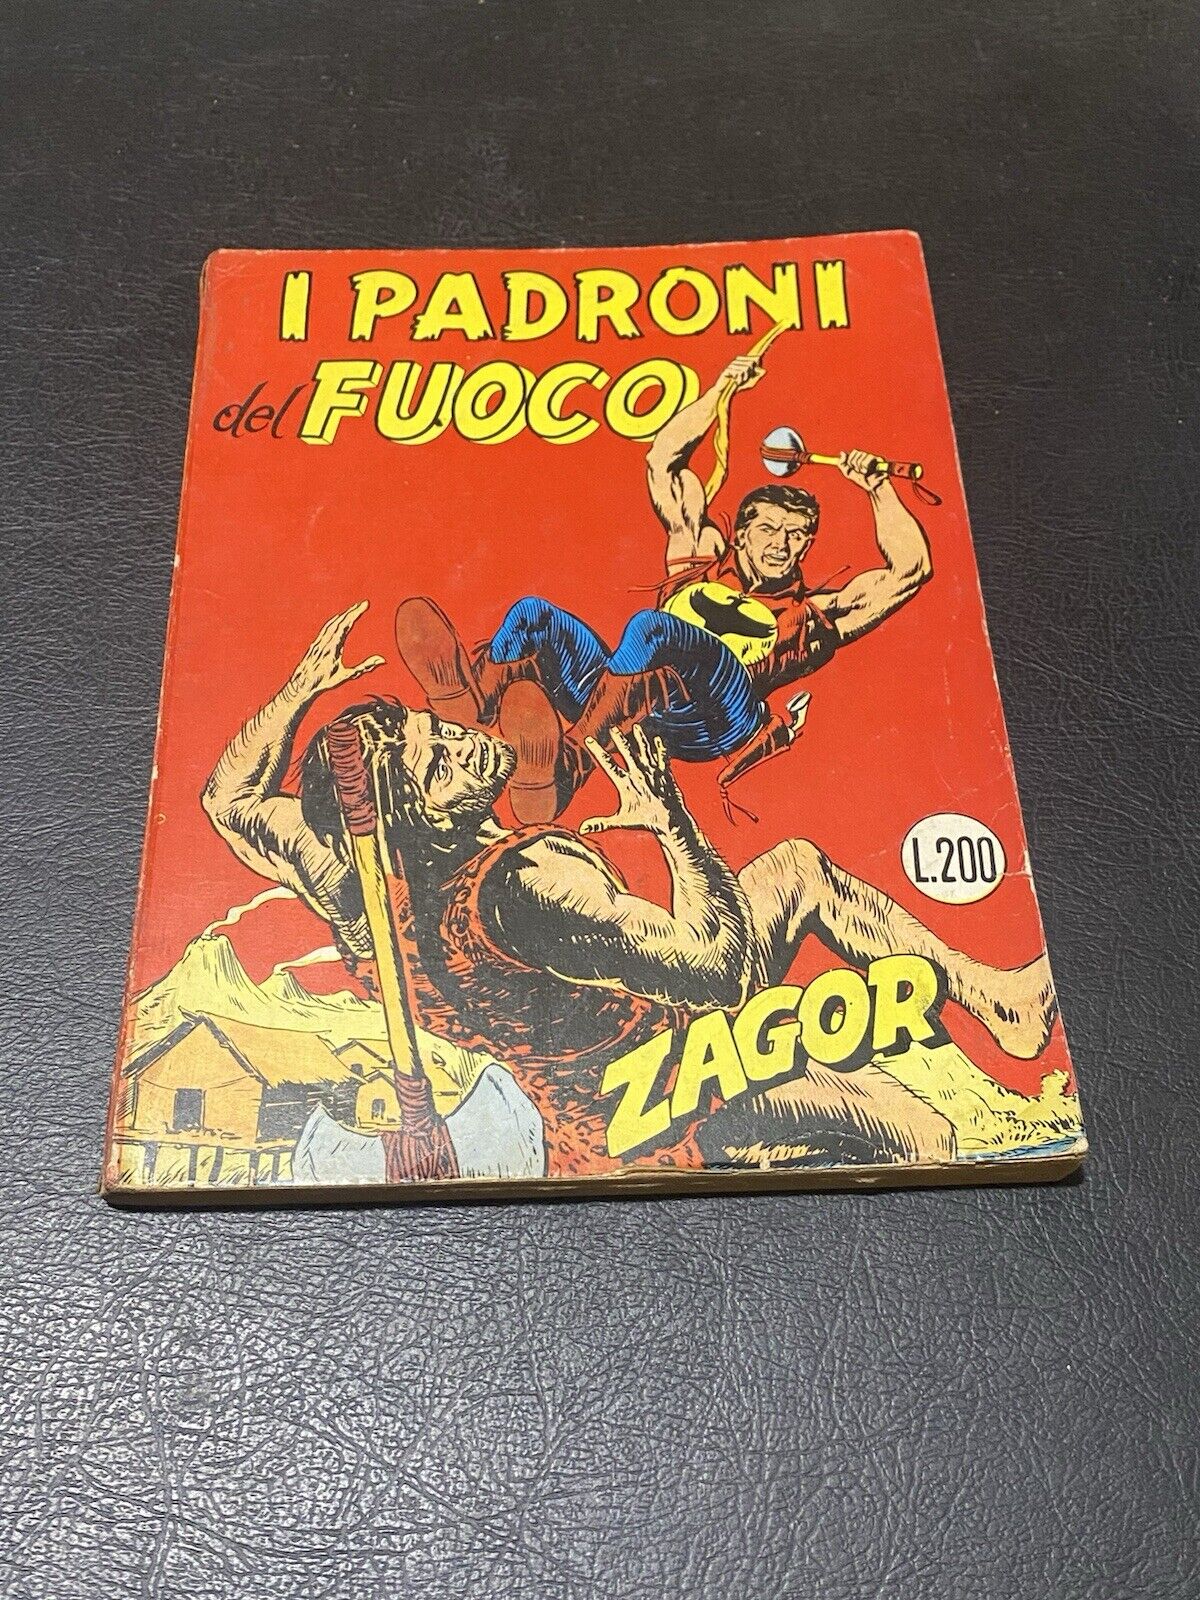 I PADRONI
del FUOCO
L.200
ZAGOR